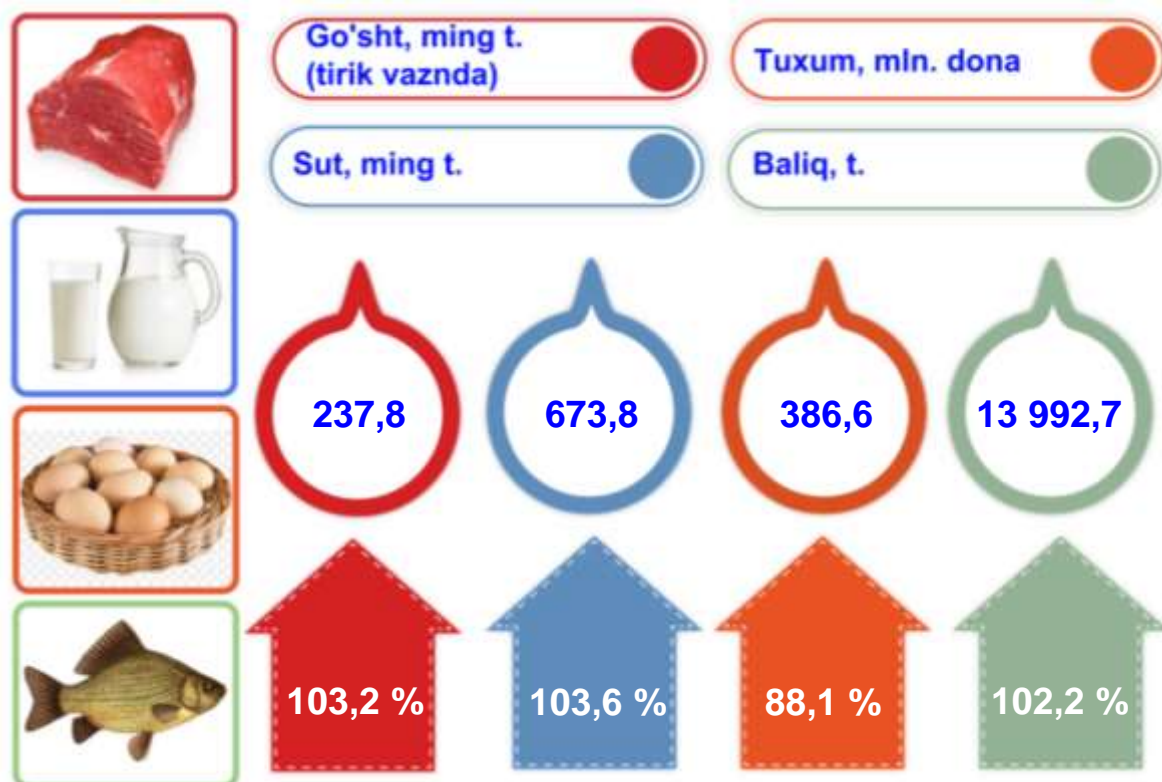 Go'sht, ming t.
(tirik vaznda)
Tuxum, mln. dona
Sut, ming t.
Baliq, t.
237,8
673,8
386,6
13 992,7
103,2 %
103,6 %
88,1 %
102,2 %